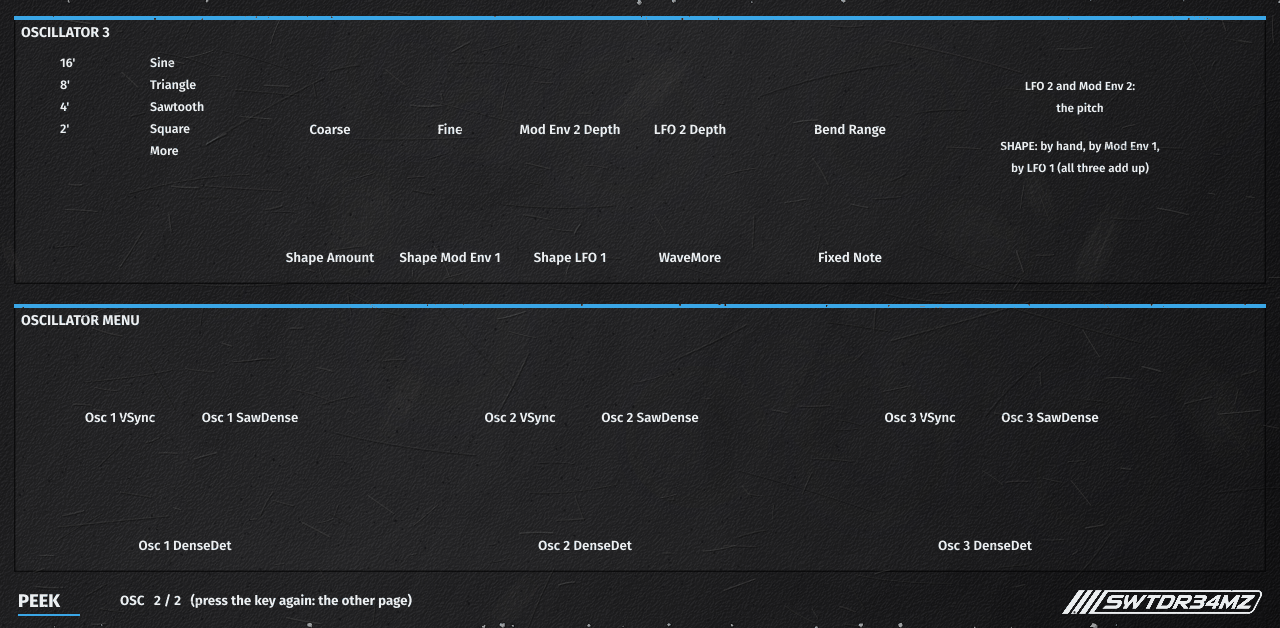 OSCILLATOR 3
16'
8'
4'
2'
Sine
Triangle
Sawtooth
Square
More
Coarse
Fine
Mod Env 2 Depth
LFO 2 Depth
Bend Range
LFO 2 and Mod Env 2:
the pitch
SHAPE: by hand, by Mod Env 1,
by LFO 1 (all three add up)
Shape Amount
Shape Mod Env 1
Shape LFO 1
WaveMore
Fixed Note
OSCILLATOR MENU
Osc 1 VSync
Osc 1 SawDense
Osc 2 VSync
Osc 2 SawDense
Osc 3 VSync
Osc 3 SawDense
Osc 1 DenseDet
Osc 2 DenseDet
Osc 3 DenseDet
PEEK
OSC 2 / 2 (press the key again: the other page)
SWTDR34MZ